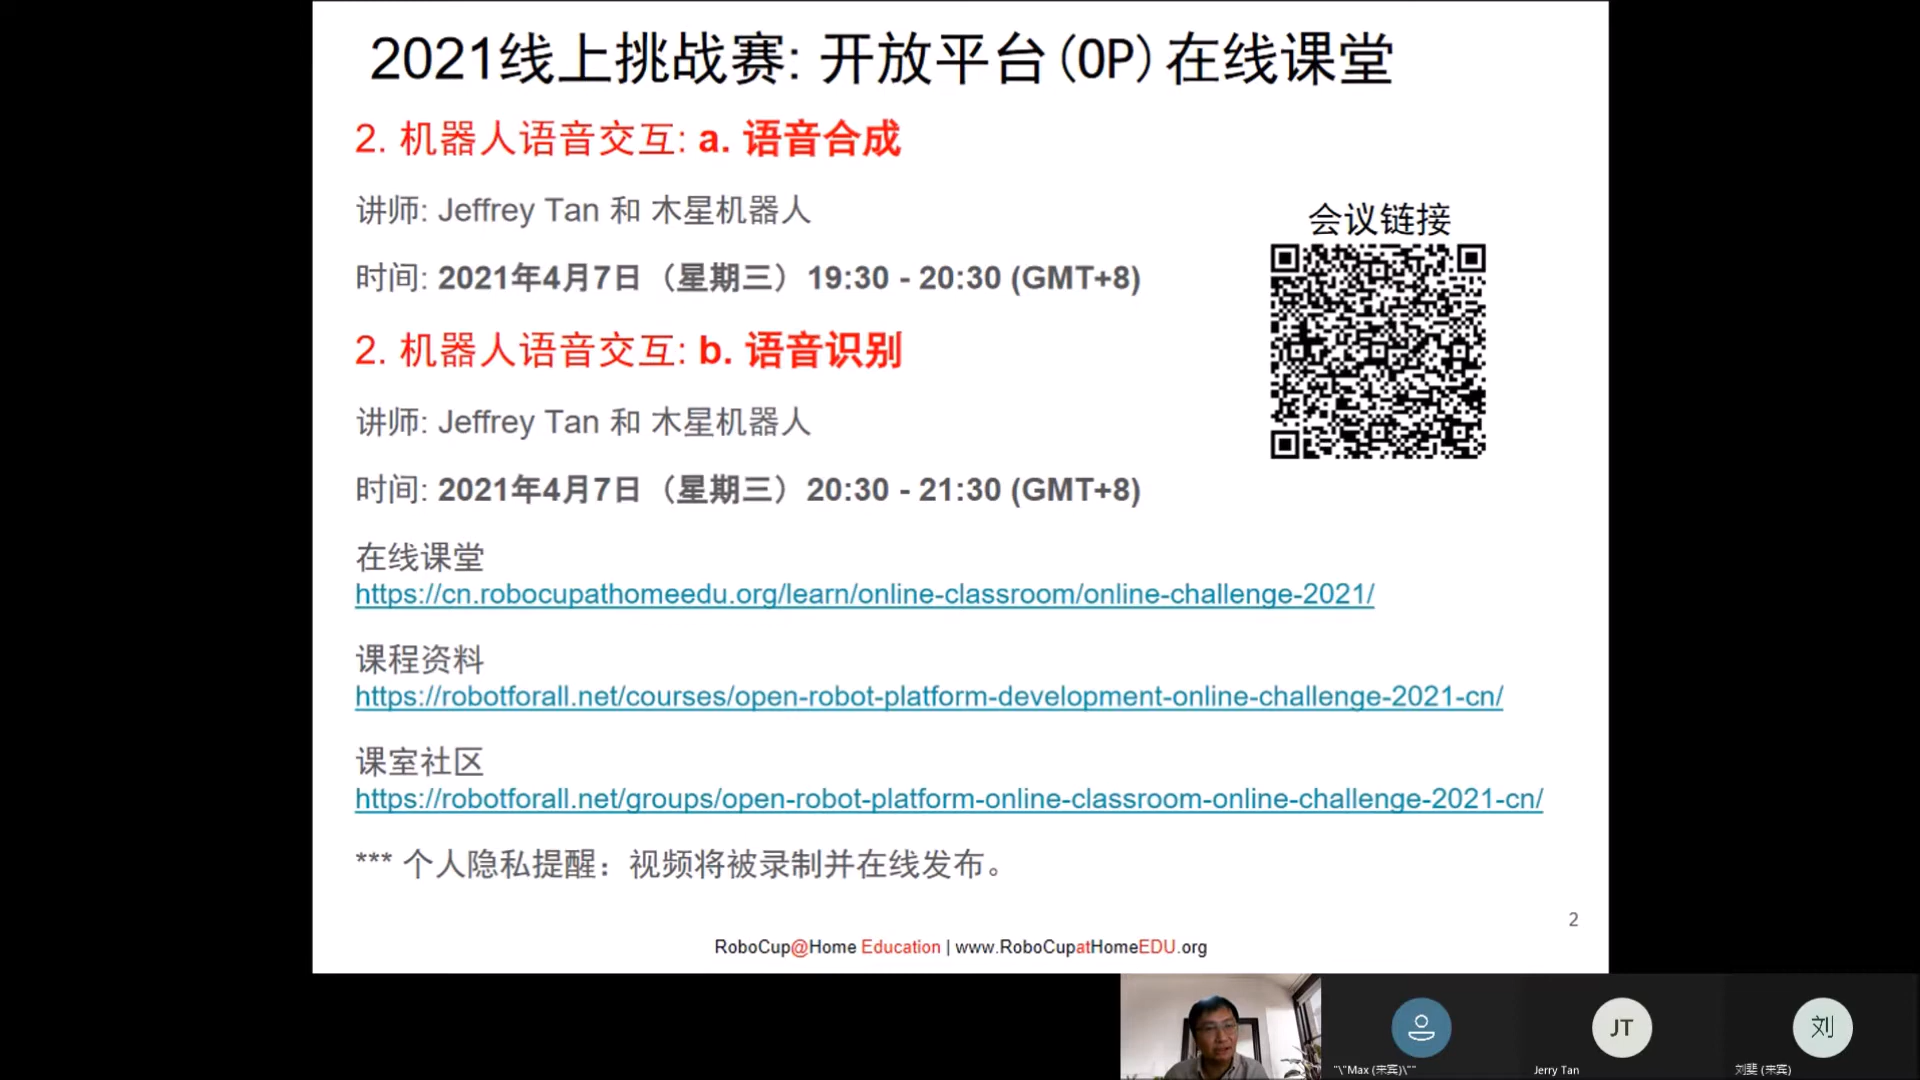 2021线上挑战赛: 开放平台(OP)在线课堂
2. 机器人语音交互: a. 语音合成
讲师: Jeffrey Tan 和 木星机器人
时间: 2021年4月7日（星期三）19:30 - 20:30 (GMT+8)
会议链接
2. 机器人语音交互: b. 语音识别
讲师: Jeffrey Tan 和 木星机器人
时间: 2021年4月7日（星期三）20:30 - 21:30 (GMT+8)
在线课堂
https://cn.robocupathomeedu.org/learn/online-classroom/online-challenge-2021/
课程资料
https://robotforall.net/courses/open-robot-platform-development-online-challenge-2021-cn/
课室社区
https://robotforall.net/groups/open-robot-platform-online-classroom-online-challenge-2021-cn/
*** 个人隐私提醒：视频将被录制并在线发布。
2
RoboCup@Home Education | www.RoboCupatHomeEDU.org
JT
刘
"\"Max (来宾)\""
Jerry Tan
刘斐 (来宾)